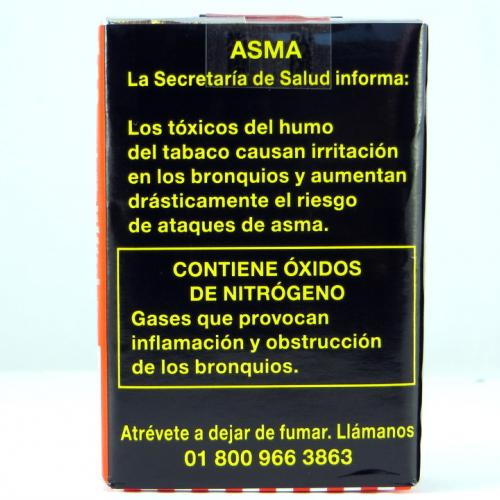 ASMA
La Secretaría de Salud informa:
Los tóxicos del humo
del tabaco causan irritación
en los bronquios y aumentan
drásticamente el riesgo
de ataques de asma.
CONTIENE ÓXIDOS
DE NITRÓGENO
Gases que provocan
inflamación y obstrucción
de los bronquios.
Atrévete a dejar de fumar. Llámanos
01 800 966 3863